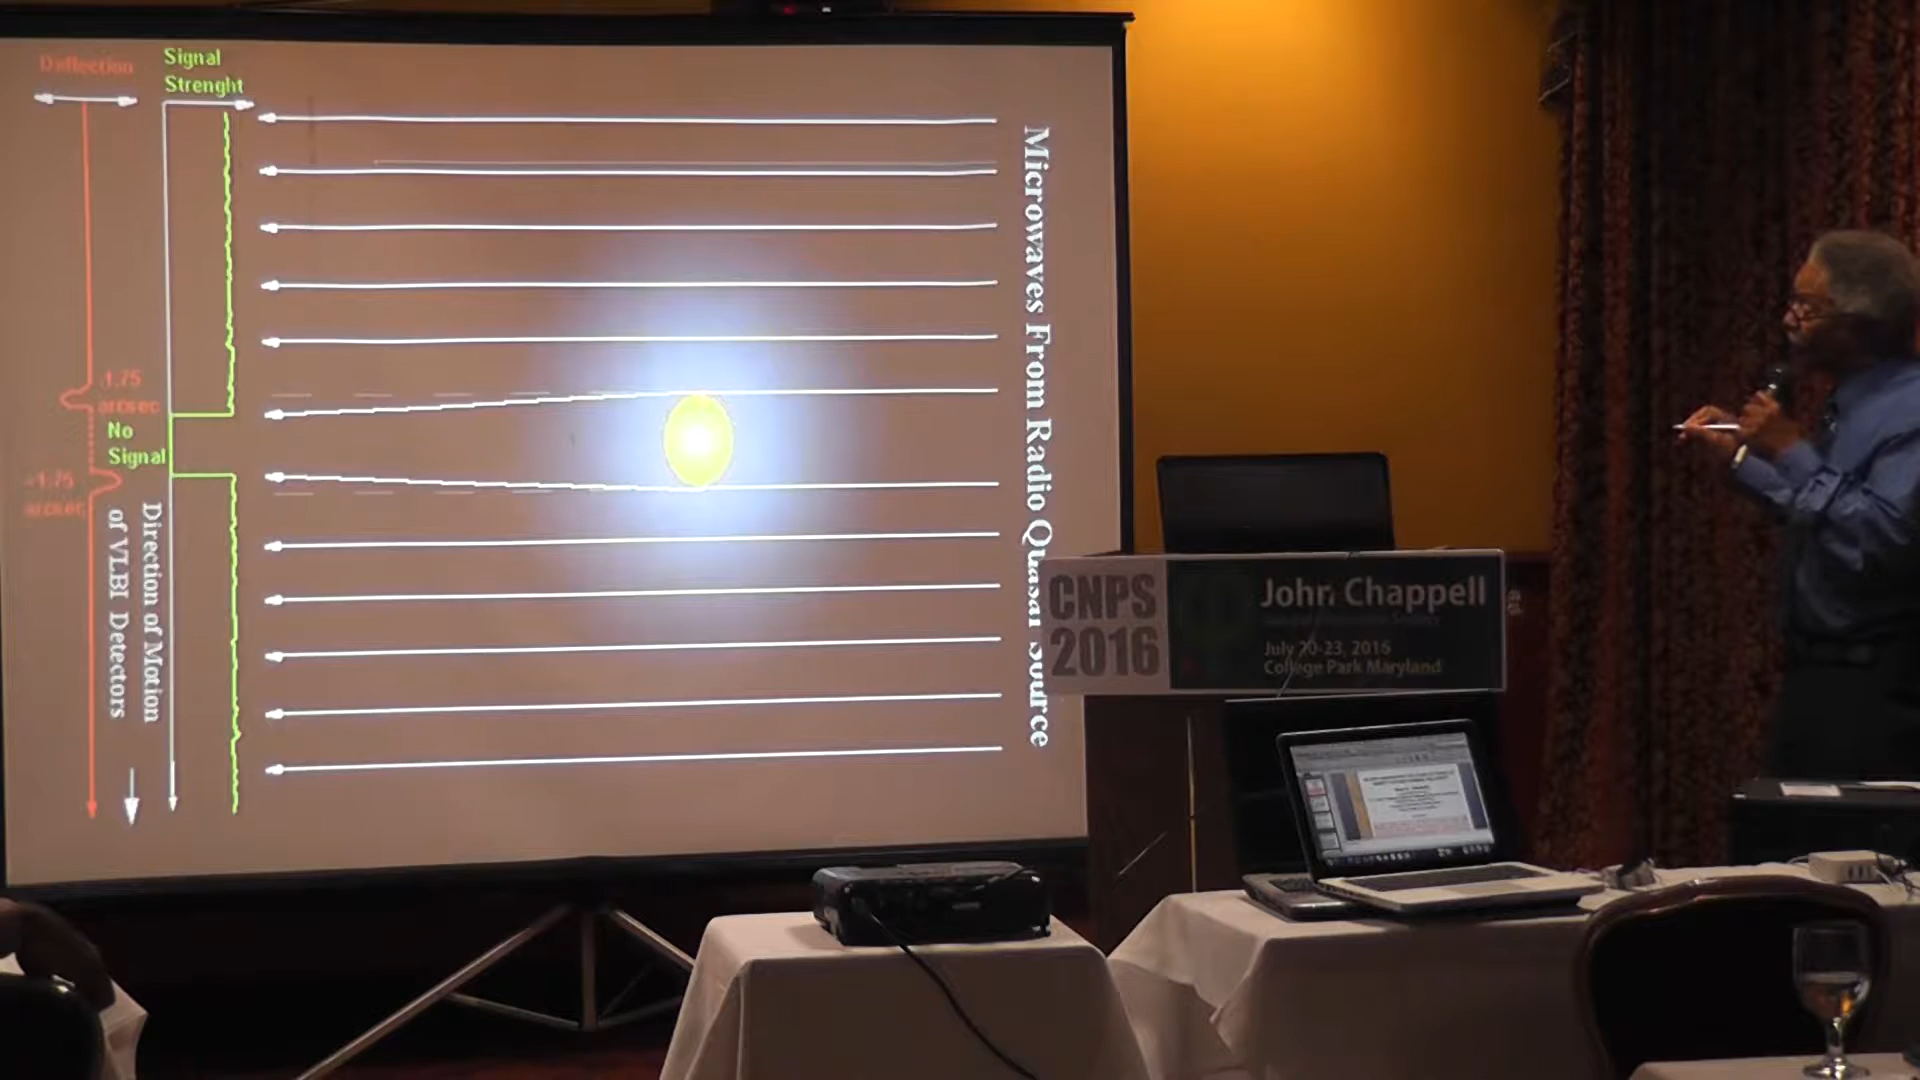 Deflection
Signal
Strenght
1.75
arcsec
No
Signal
-1.75
arcsec
Direction of Motion
of VLBI Detectors
Microwaves From Radio Quasar Source
CNPS
2016
John Chappell
July 20-23, 2016
College Park Maryland